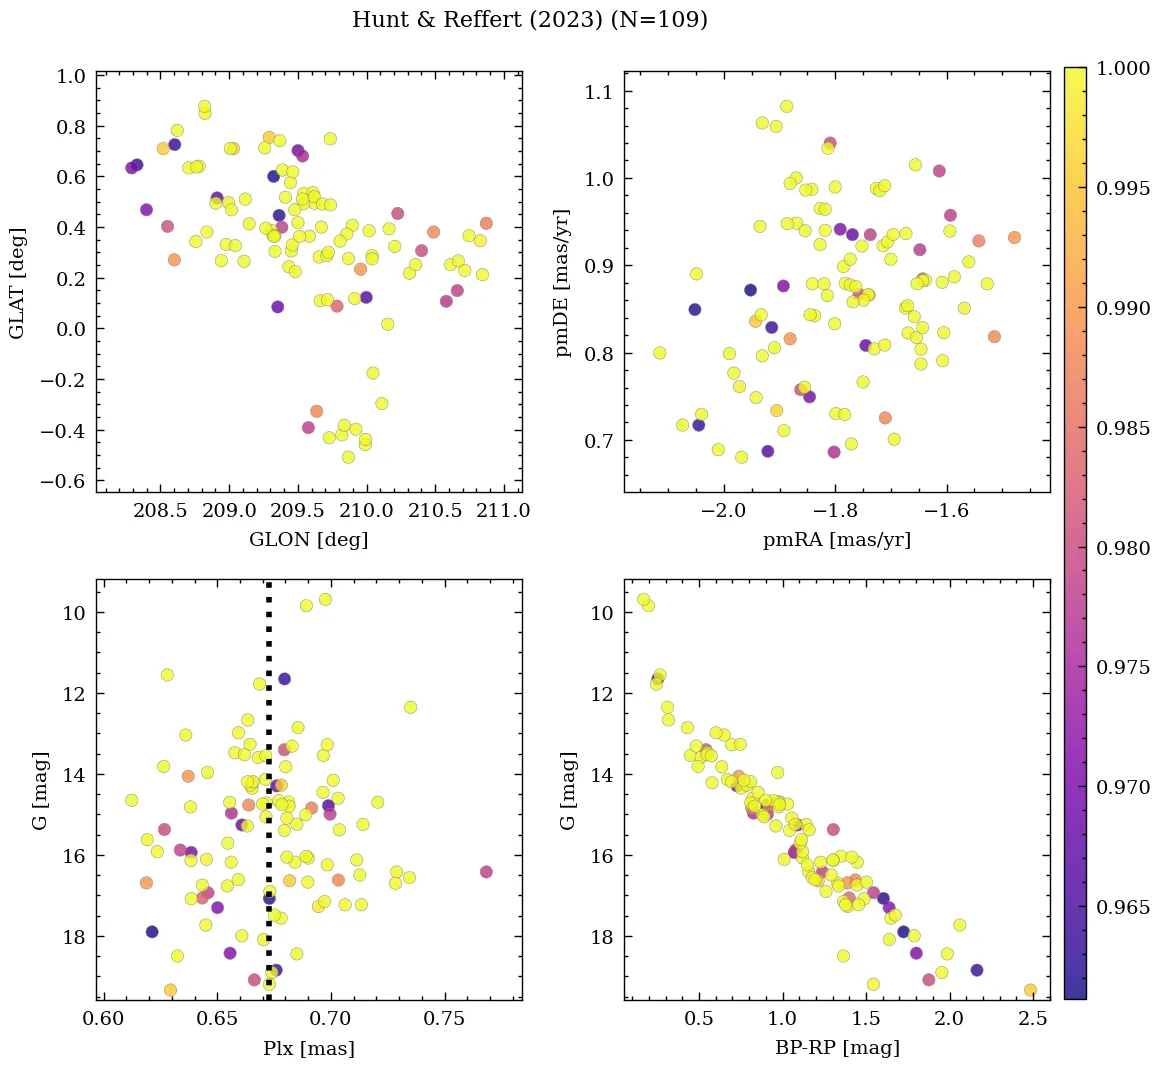 Hunt & Reffert (2023) (N=109)
1.0
0.8
0.6
0.4
0.2
0.0
−0.2
−0.4
−0.6
GLAT [deg]
208.5 209.0 209.5 210.0 210.5 211.0
GLON [deg]
1.1
1.0
0.9
0.8
0.7
pmDE [mas/yr]
−2.0 −1.8 −1.6
pmRA [mas/yr]
10
12
14
16
18
G [mag]
0.60 0.65 0.70 0.75
Plx [mas]
10
12
14
16
18
G [mag]
0.5 1.0 1.5 2.0 2.5
BP-RP [mag]
1.000
0.995
0.990
0.985
0.980
0.975
0.970
0.965